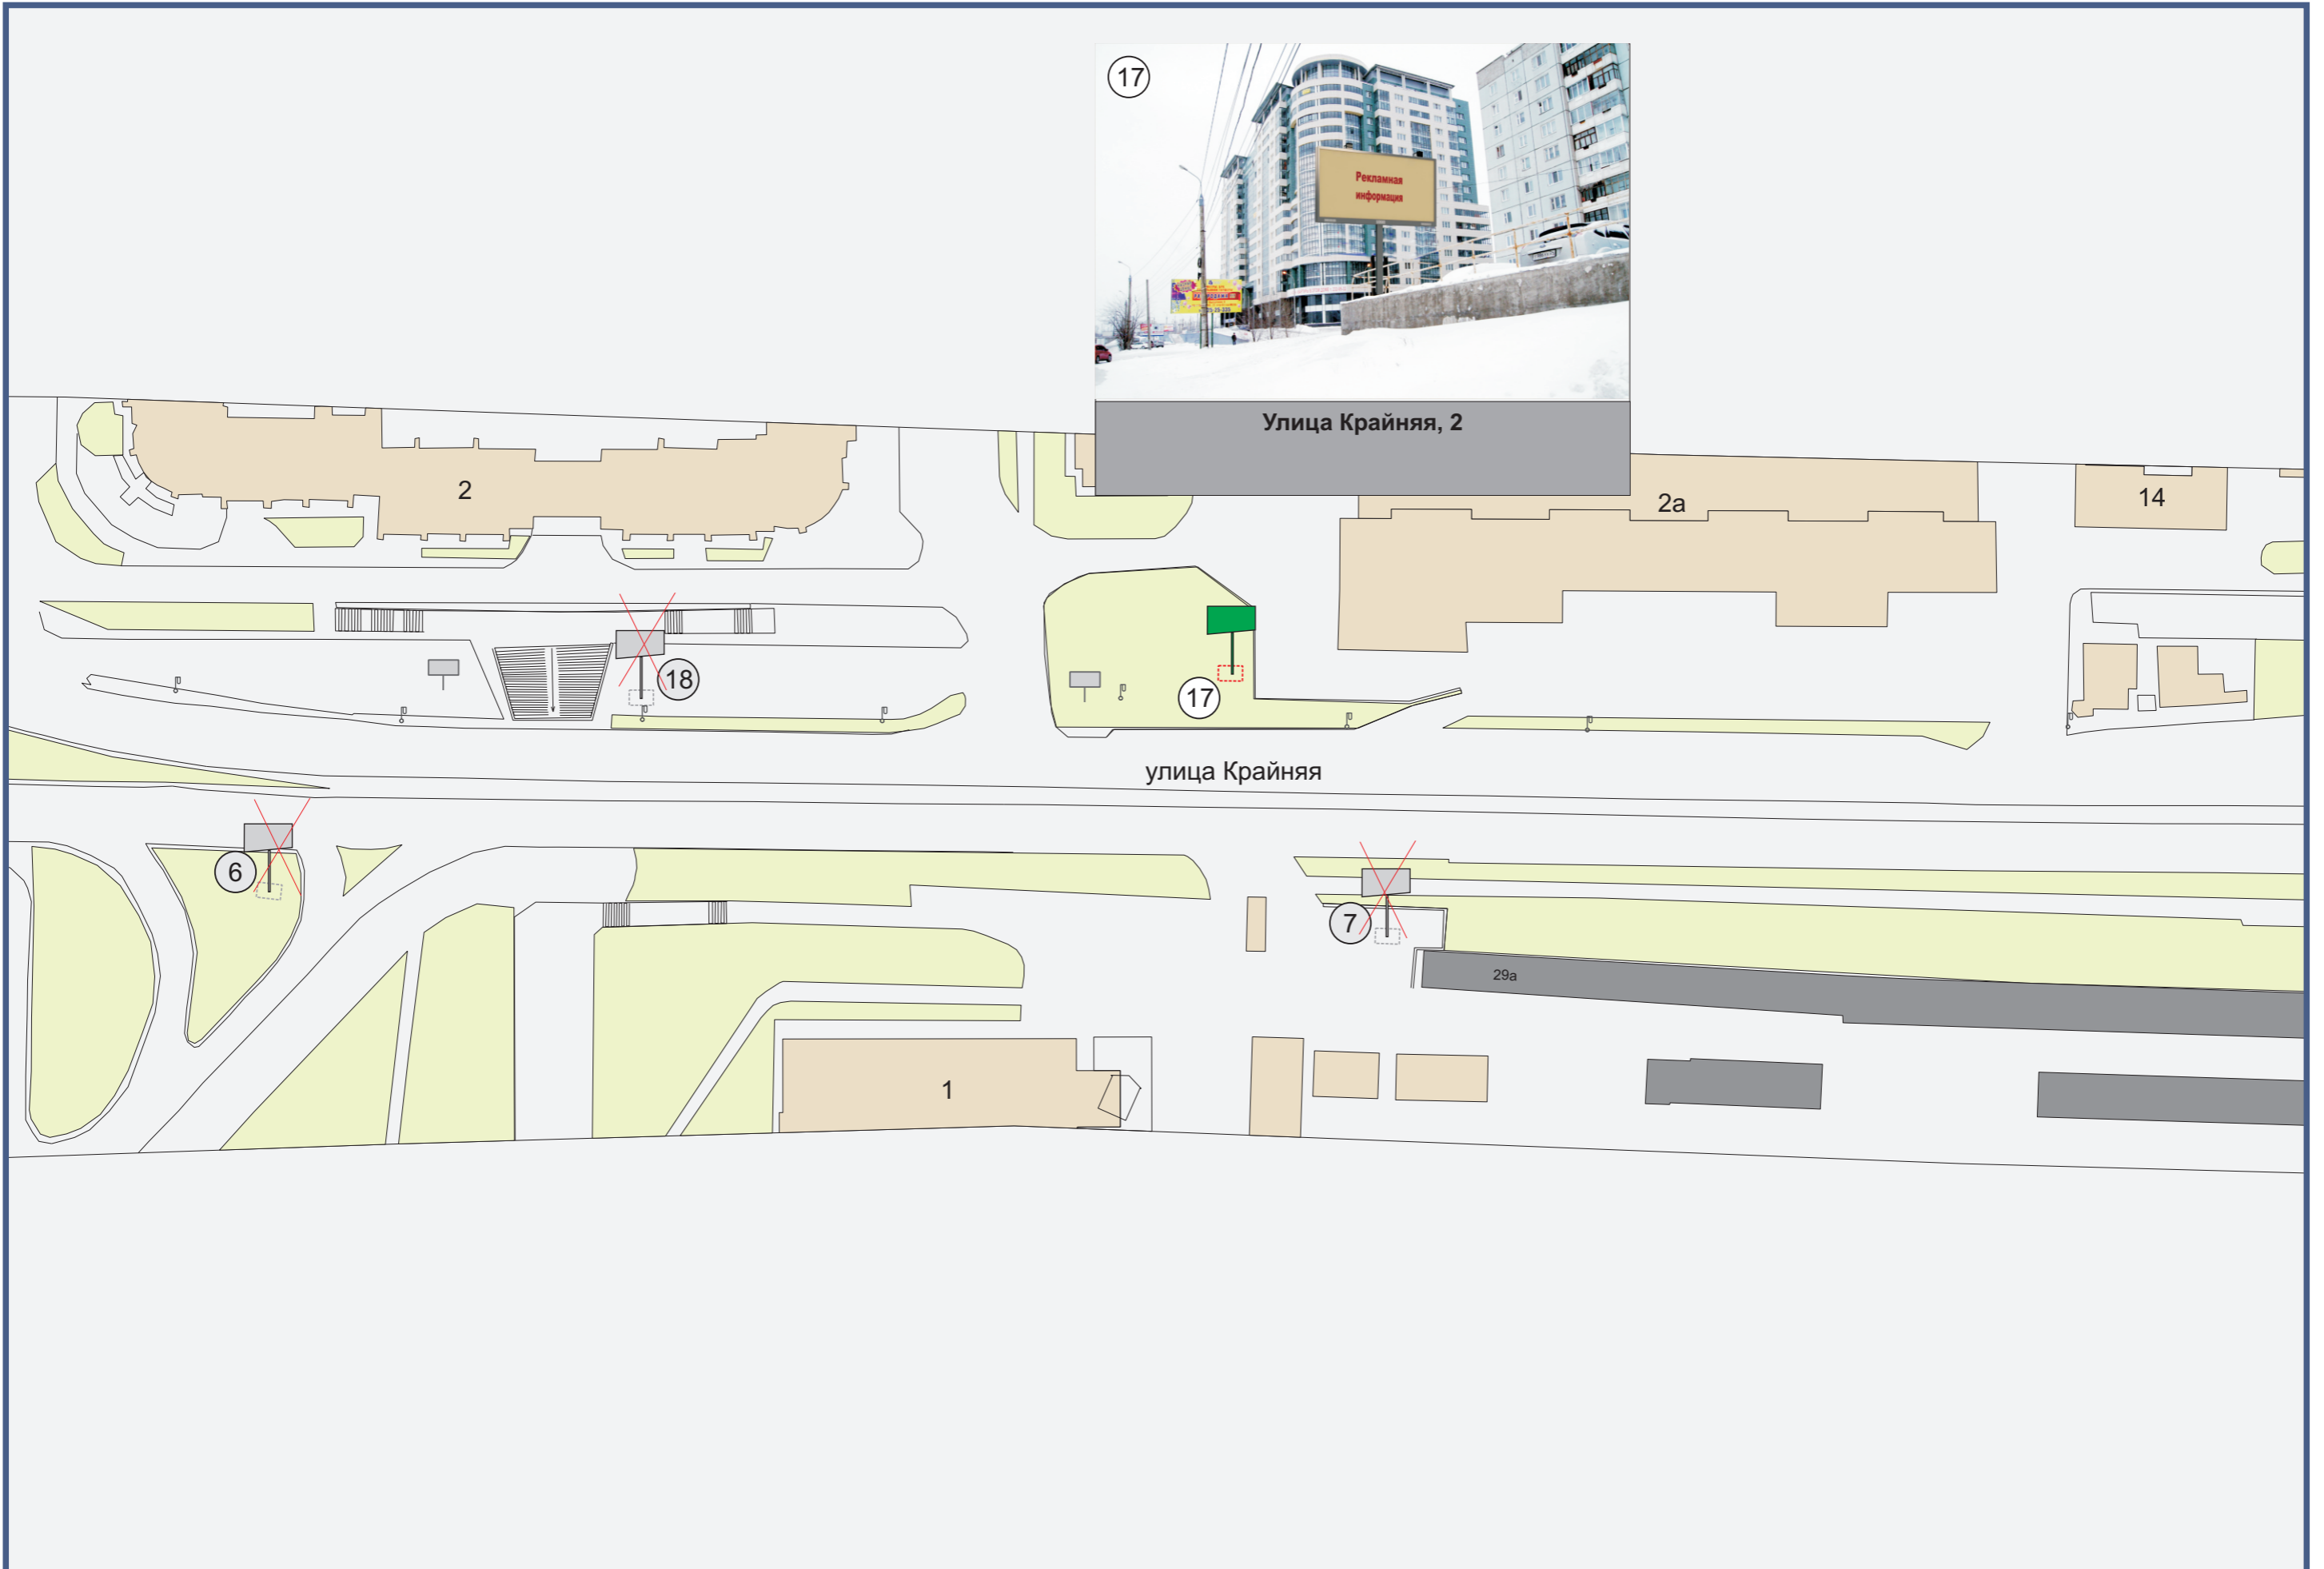 17
Рекламная
информация
Улица Крайняя, 2
2
2а
14
18
17
улица Крайняя
6
7
29а
1